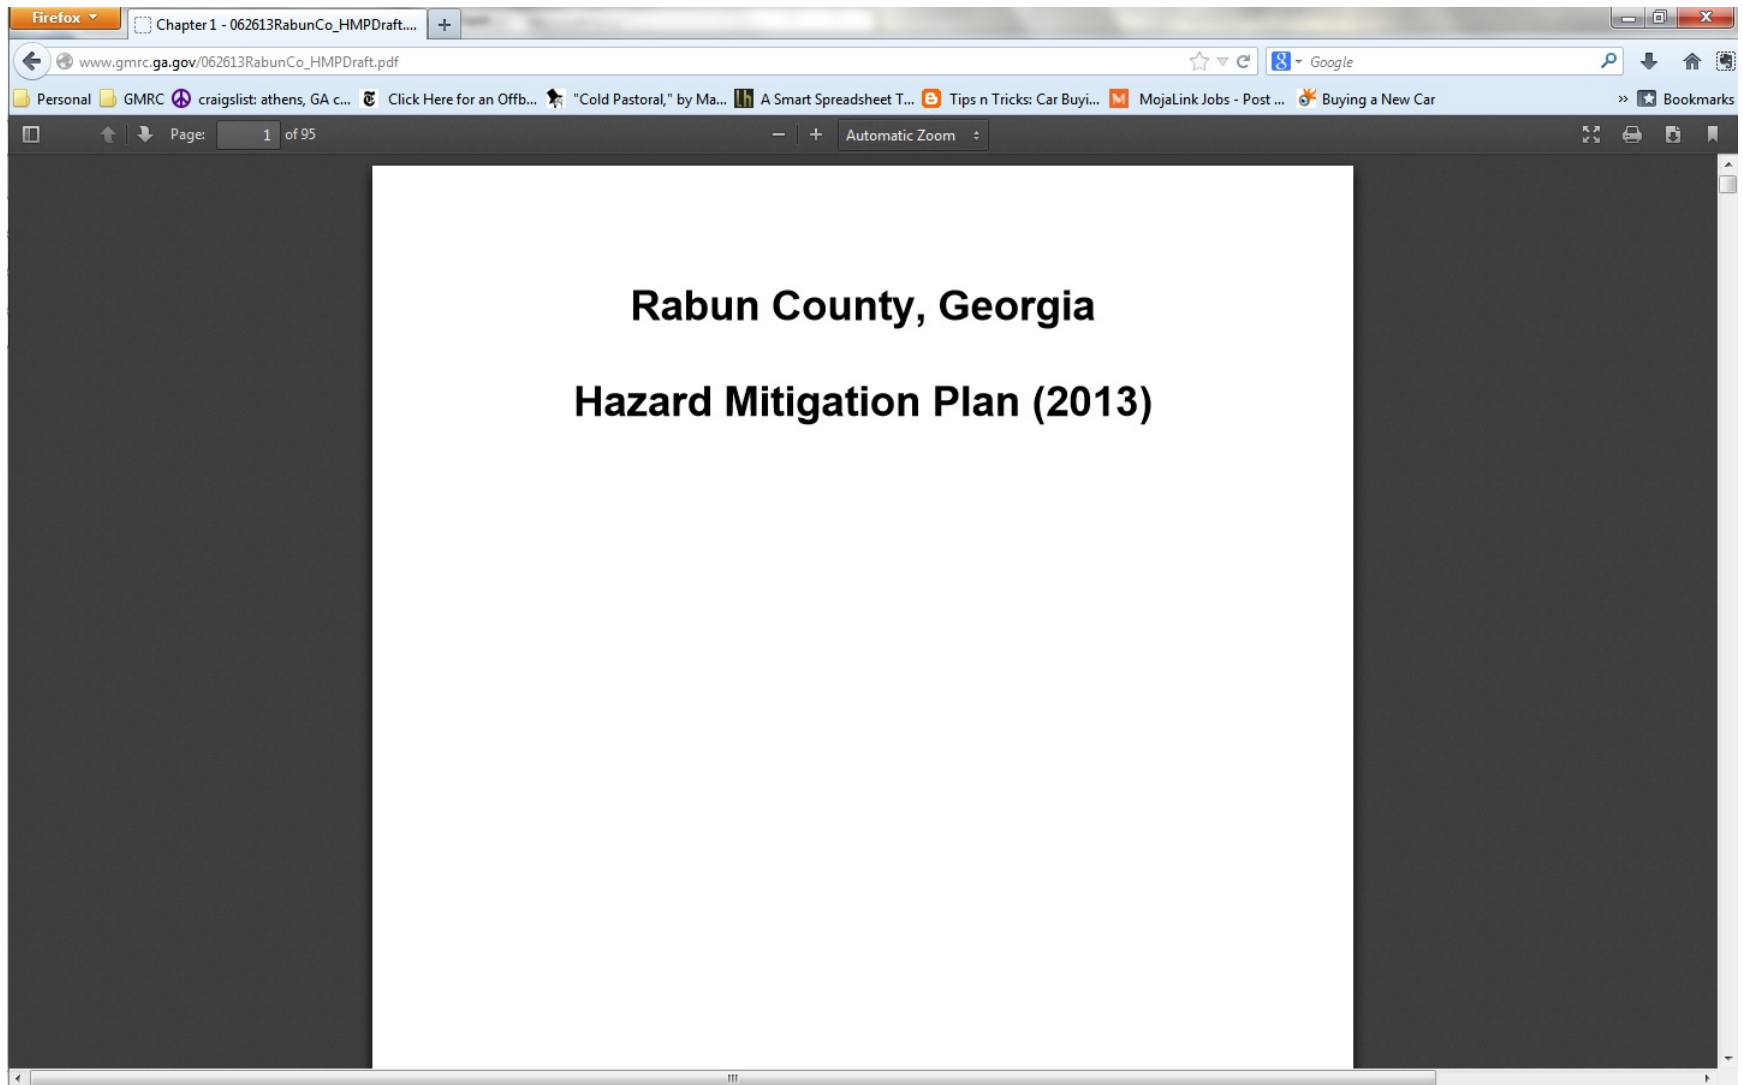 Firefox
Chapter 1 - 062613RabunCo_HMPDraft....
www.gmrc.ga.gov/062613RabunCo_HMPDraft.pdf
Google
Personal GMRC craigslist: athens, GA c... Click Here for an Offb... "Cold Pastoral," by Ma... A Smart Spreadsheet T... Tips n Tricks: Car Buyi... MojaLink Jobs - Post ... Buying a New Car » Bookmarks
Page: 1 of 95 Automatic Zoom
Rabun County, Georgia
Hazard Mitigation Plan (2013)